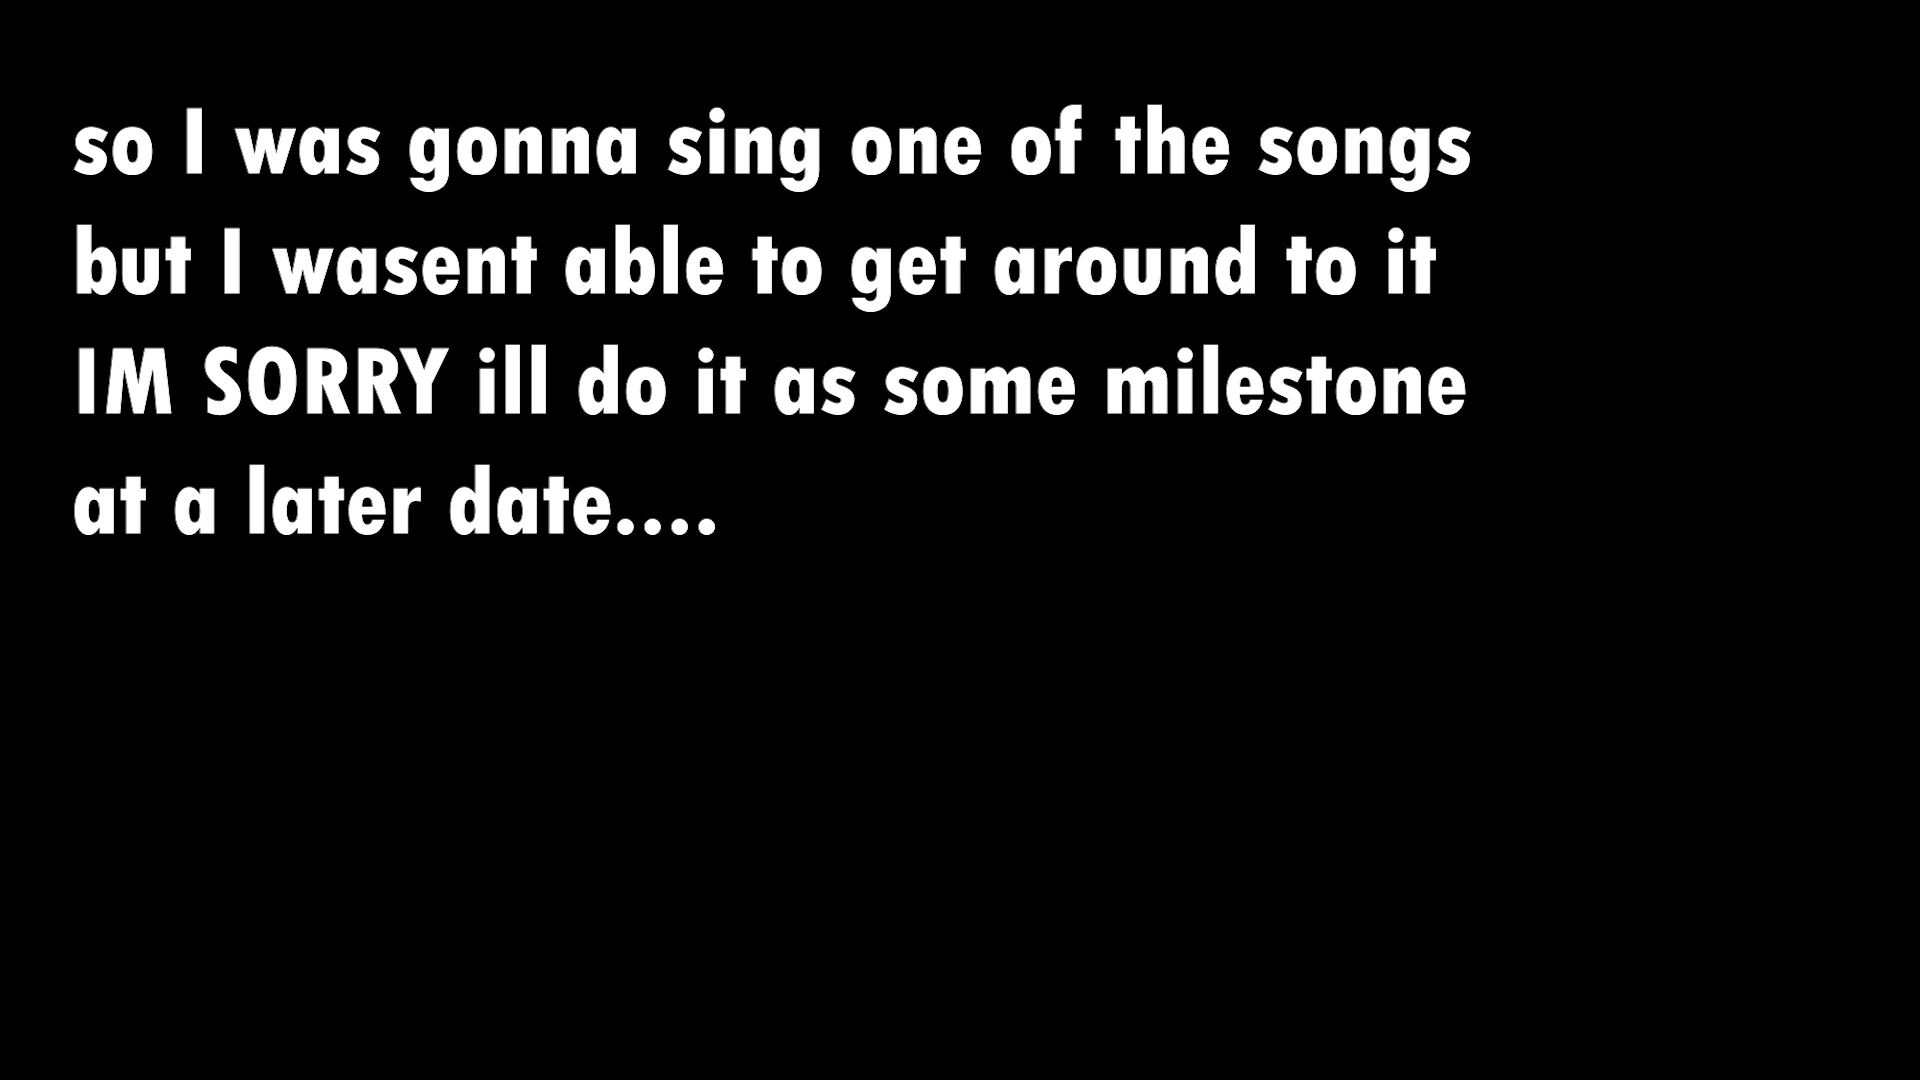 so I was gonna sing one of the songs
but I wasent able to get around to it
IM SORRY ill do it as some milestone
at a later date....